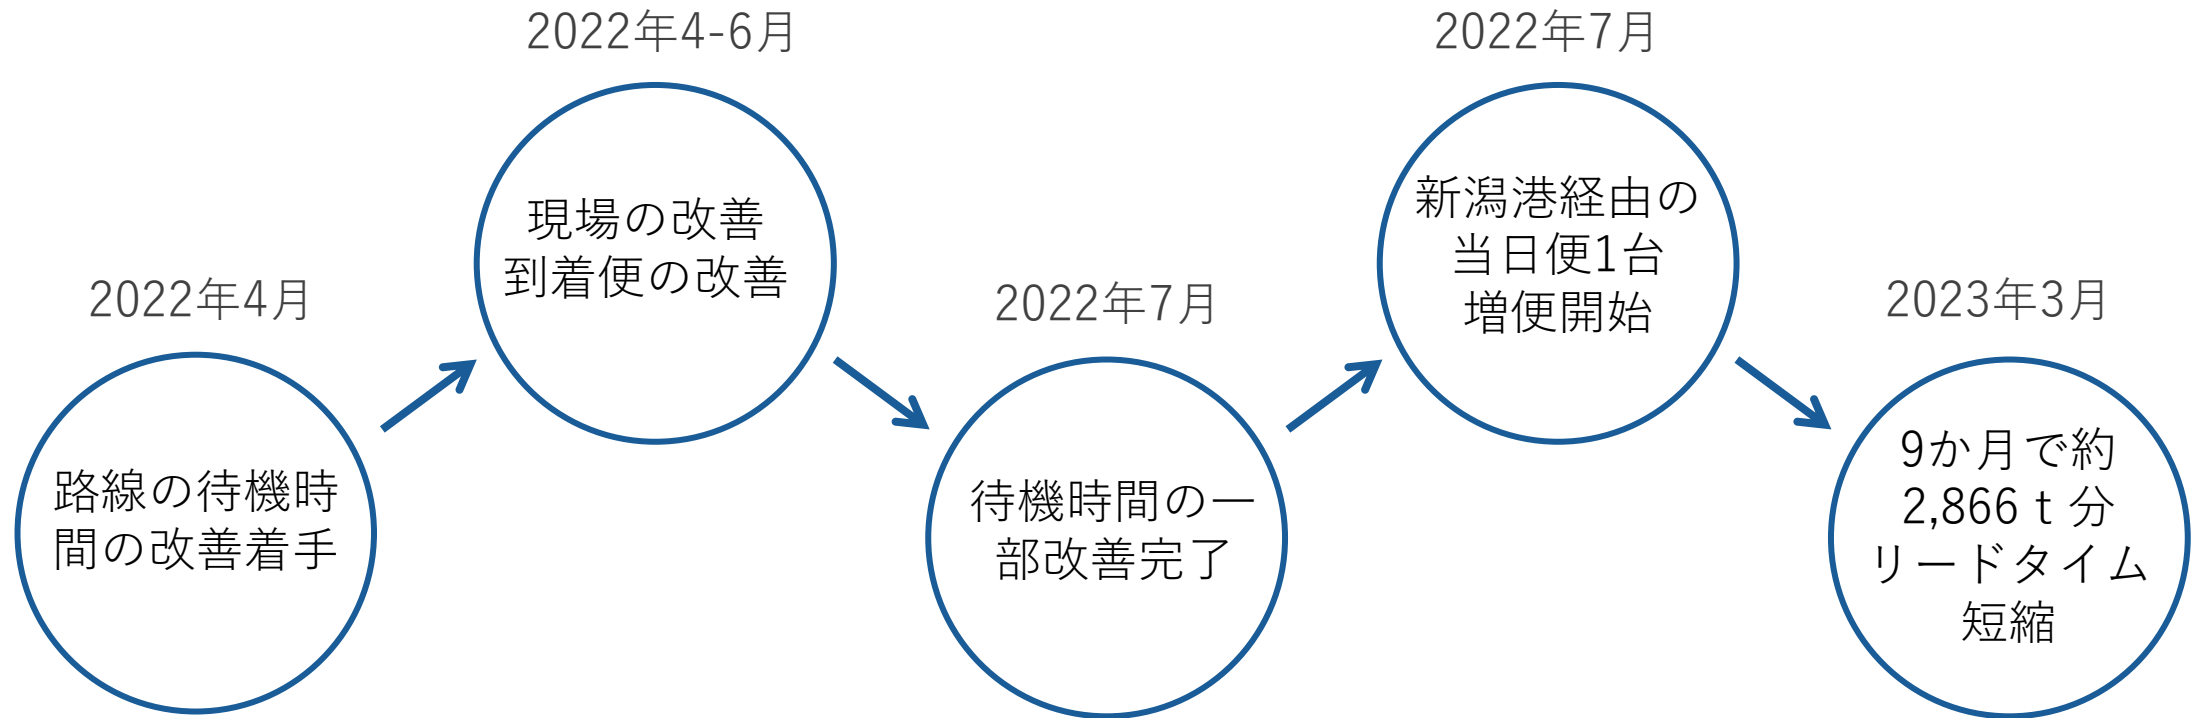 2022年4月
路線の待機時
間の改善着手
2022年4-6月
現場の改善
到着便の改善
2022年7月
待機時間の一
部改善完了
2022年7月
新潟港経由の
当日便1台
増便開始
2023年3月
9か月で約
2,866ｔ分
リードタイム
短縮